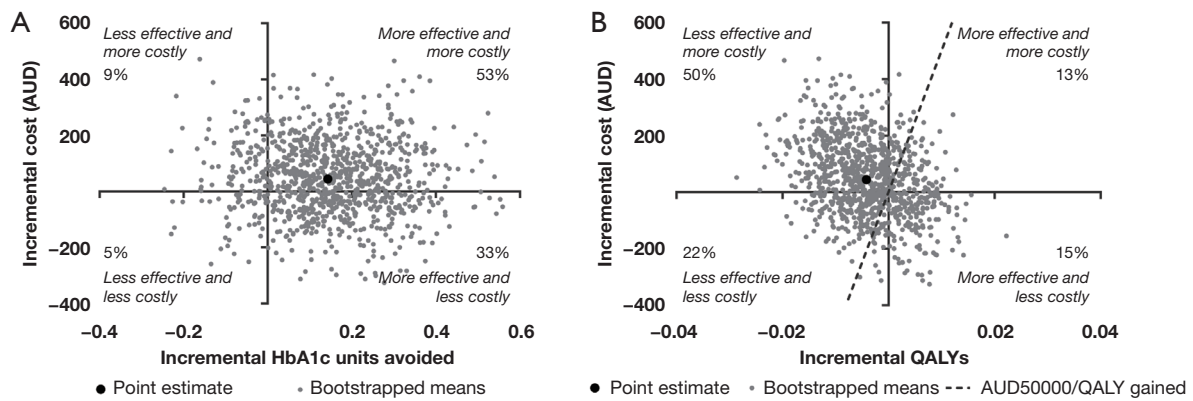 A
Incremental cost (AUD)
600
400
200
0
−200
−400
Less effective and
more costly
9%
More effective and
more costly
53%
5%
Less effective and
less costly
33%
More effective and
less costly
−0.4
−0.2
0
0.2
0.4
0.6
Incremental HbA1c units avoided
Point estimate
Bootstrapped means
B
Incremental cost (AUD)
600
400
200
0
−200
−400
Less effective and
more costly
50%
More effective and
more costly
13%
22%
Less effective and
less costly
15%
More effective and
less costly
−0.04
−0.02
0
0.02
0.04
Incremental QALYs
Point estimate
Bootstrapped means
AUD50000/QALY gained